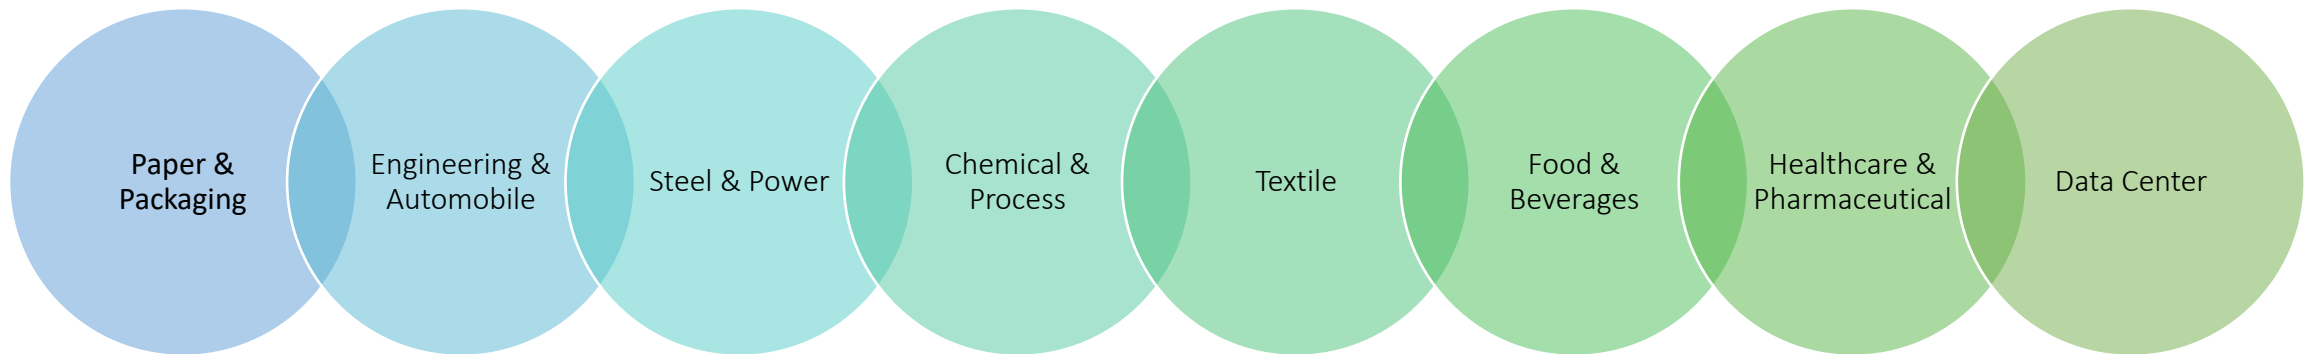 Paper &
Packaging
Engineering &
Automobile
Steel & Power
Chemical &
Process
Textile
Food &
Beverages
Healthcare &
Pharmaceutical
Data Center